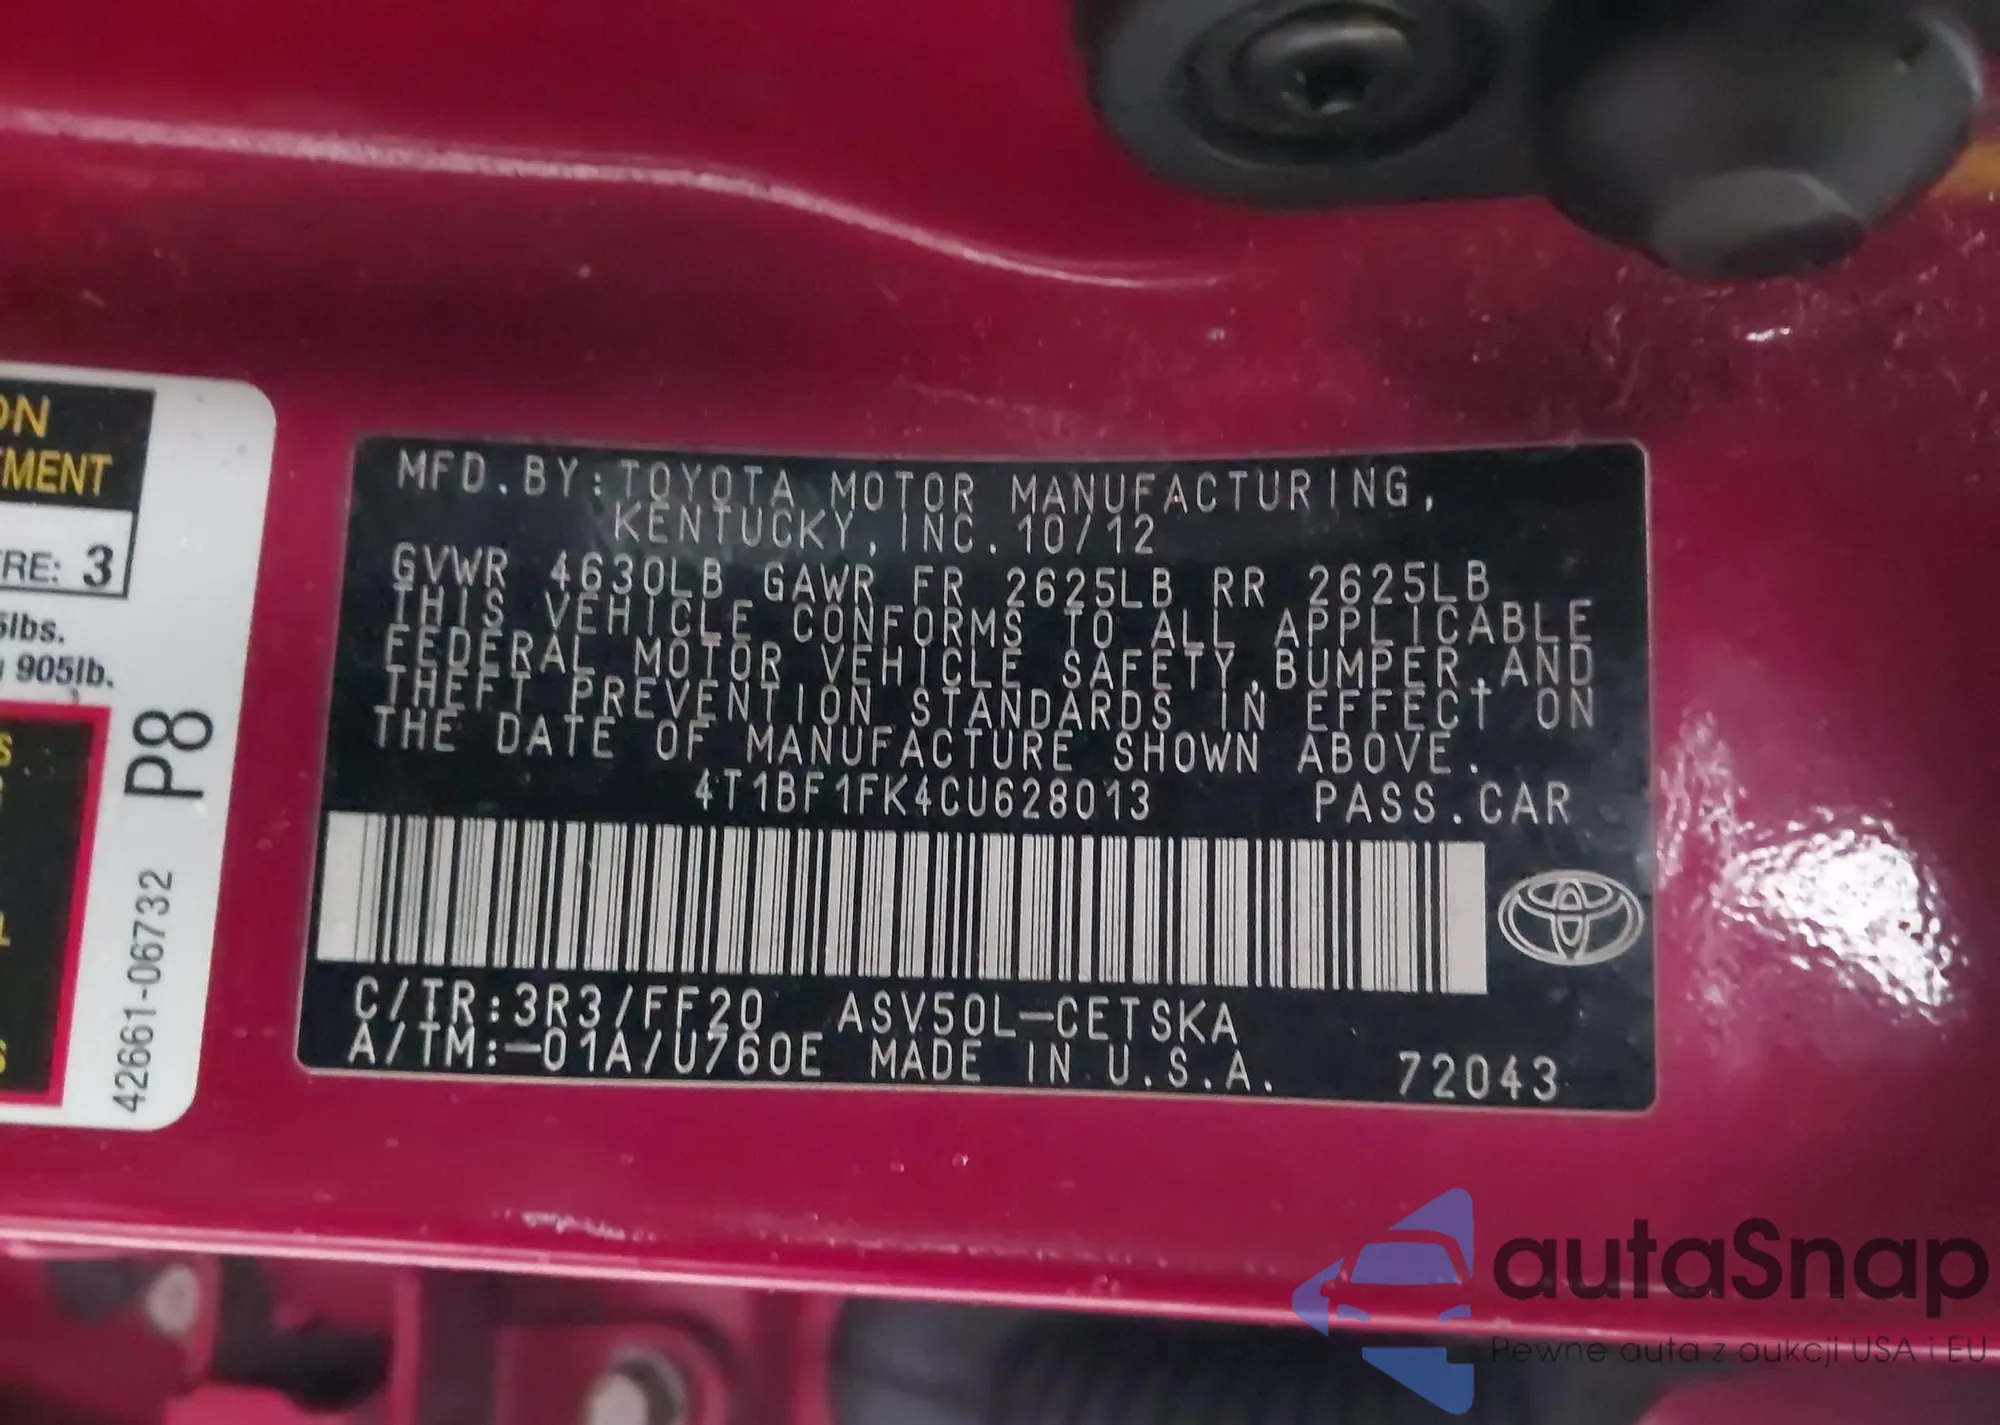 ON
EMENT
RE: 3
5lbs.
905lb.
P8
42661-06732
MFD.BY:TOYOTA MOTOR MANUFACTURING,
KENTUCKY,INC.10/12
GVWR 4630LB GAWR FR 2625LB RR 2625LB
THIS VEHICLE CONFORMS TO ALL APPLICABLE
FEDERAL MOTOR VEHICLE SAFETY,BUMPER,AND
THEFT PREVENTION STANDARDS IN EFFECT ON
THE DATE OF MANUFACTURE SHOWN ABOVE.
4T1BF1FK4CU628013 PASS.CAR
C/TR:3R3/FF20 ASV50L-CETSKA
A/TM:-01A/U760E MADE IN U.S.A. 72043
autaSnap
Pewne auta z aukcji USA i EU